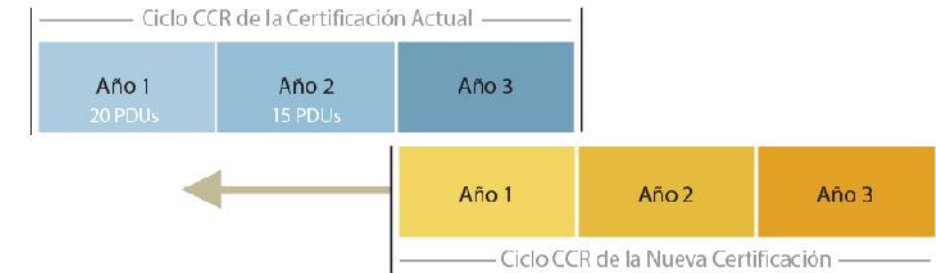 Ciclo CCR de la Certificación Actual
Año 1 Año 2 Año 3
20 PDUs 15 PDUs
Año 1 Año 2 Año 3
Ciclo CCR de la Nueva Certificación